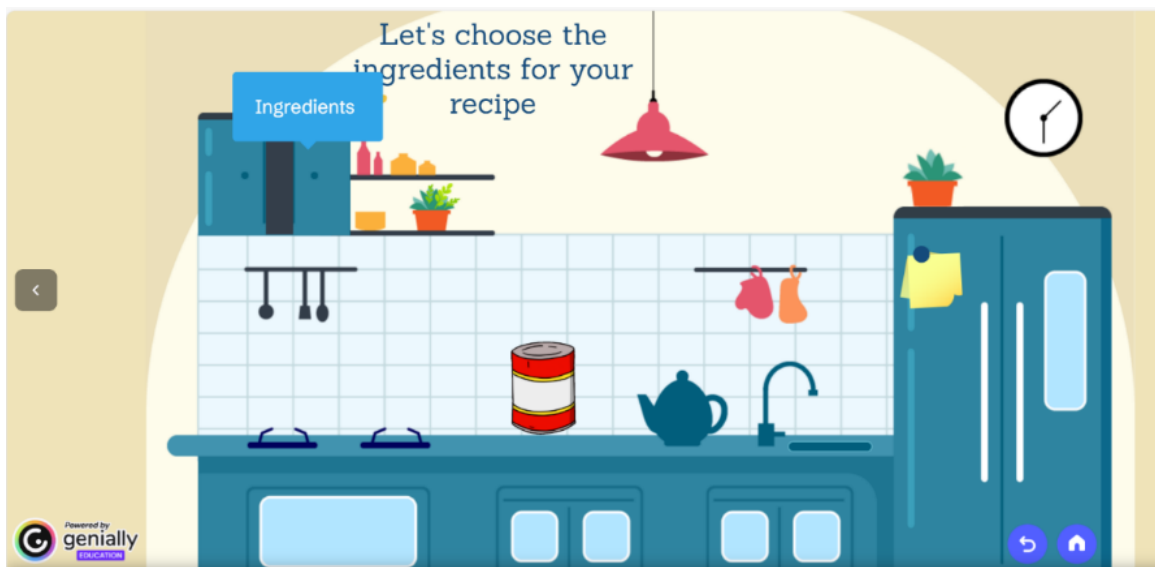 Let's choose the
ingredients for your
recipe
Ingredients
Powered by
genially
EDUCATION